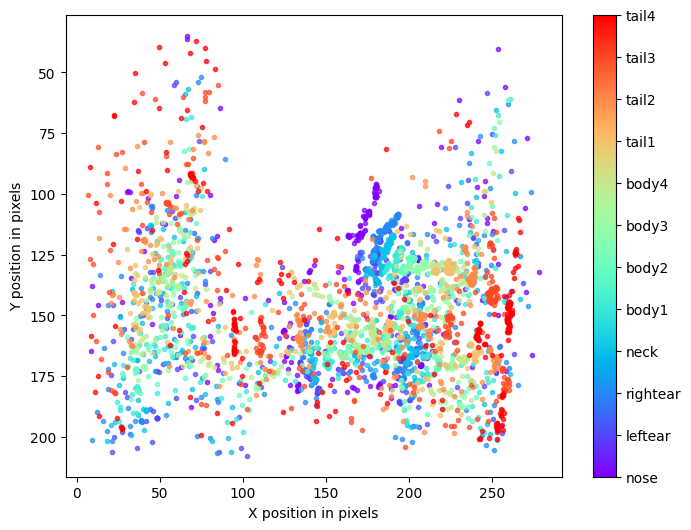 50
75
100
125
150
175
200
Y position in pixels
0
50
100
150
200
250
X position in pixels
tail4
tail3
tail2
tail1
body4
body3
body2
body1
neck
rightear
leftear
nose